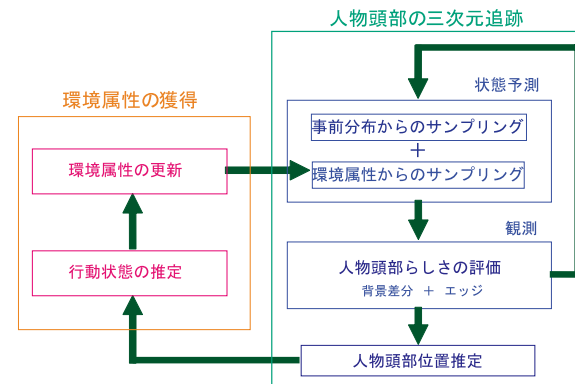 人物頭部の三次元追跡
環境属性の獲得
状態予測
事前分布からのサンプリング
＋
環境属性からのサンプリング
環境属性の更新
観測
人物頭部らしさの評価
背景差分 ＋ エッジ
行動状態の推定
人物頭部位置推定